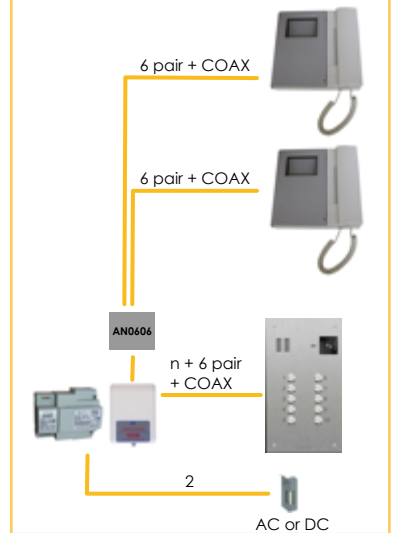 6 pair + COAX
6 pair + COAX
AN0606
n + 6 pair
+ COAX
2
AC or DC